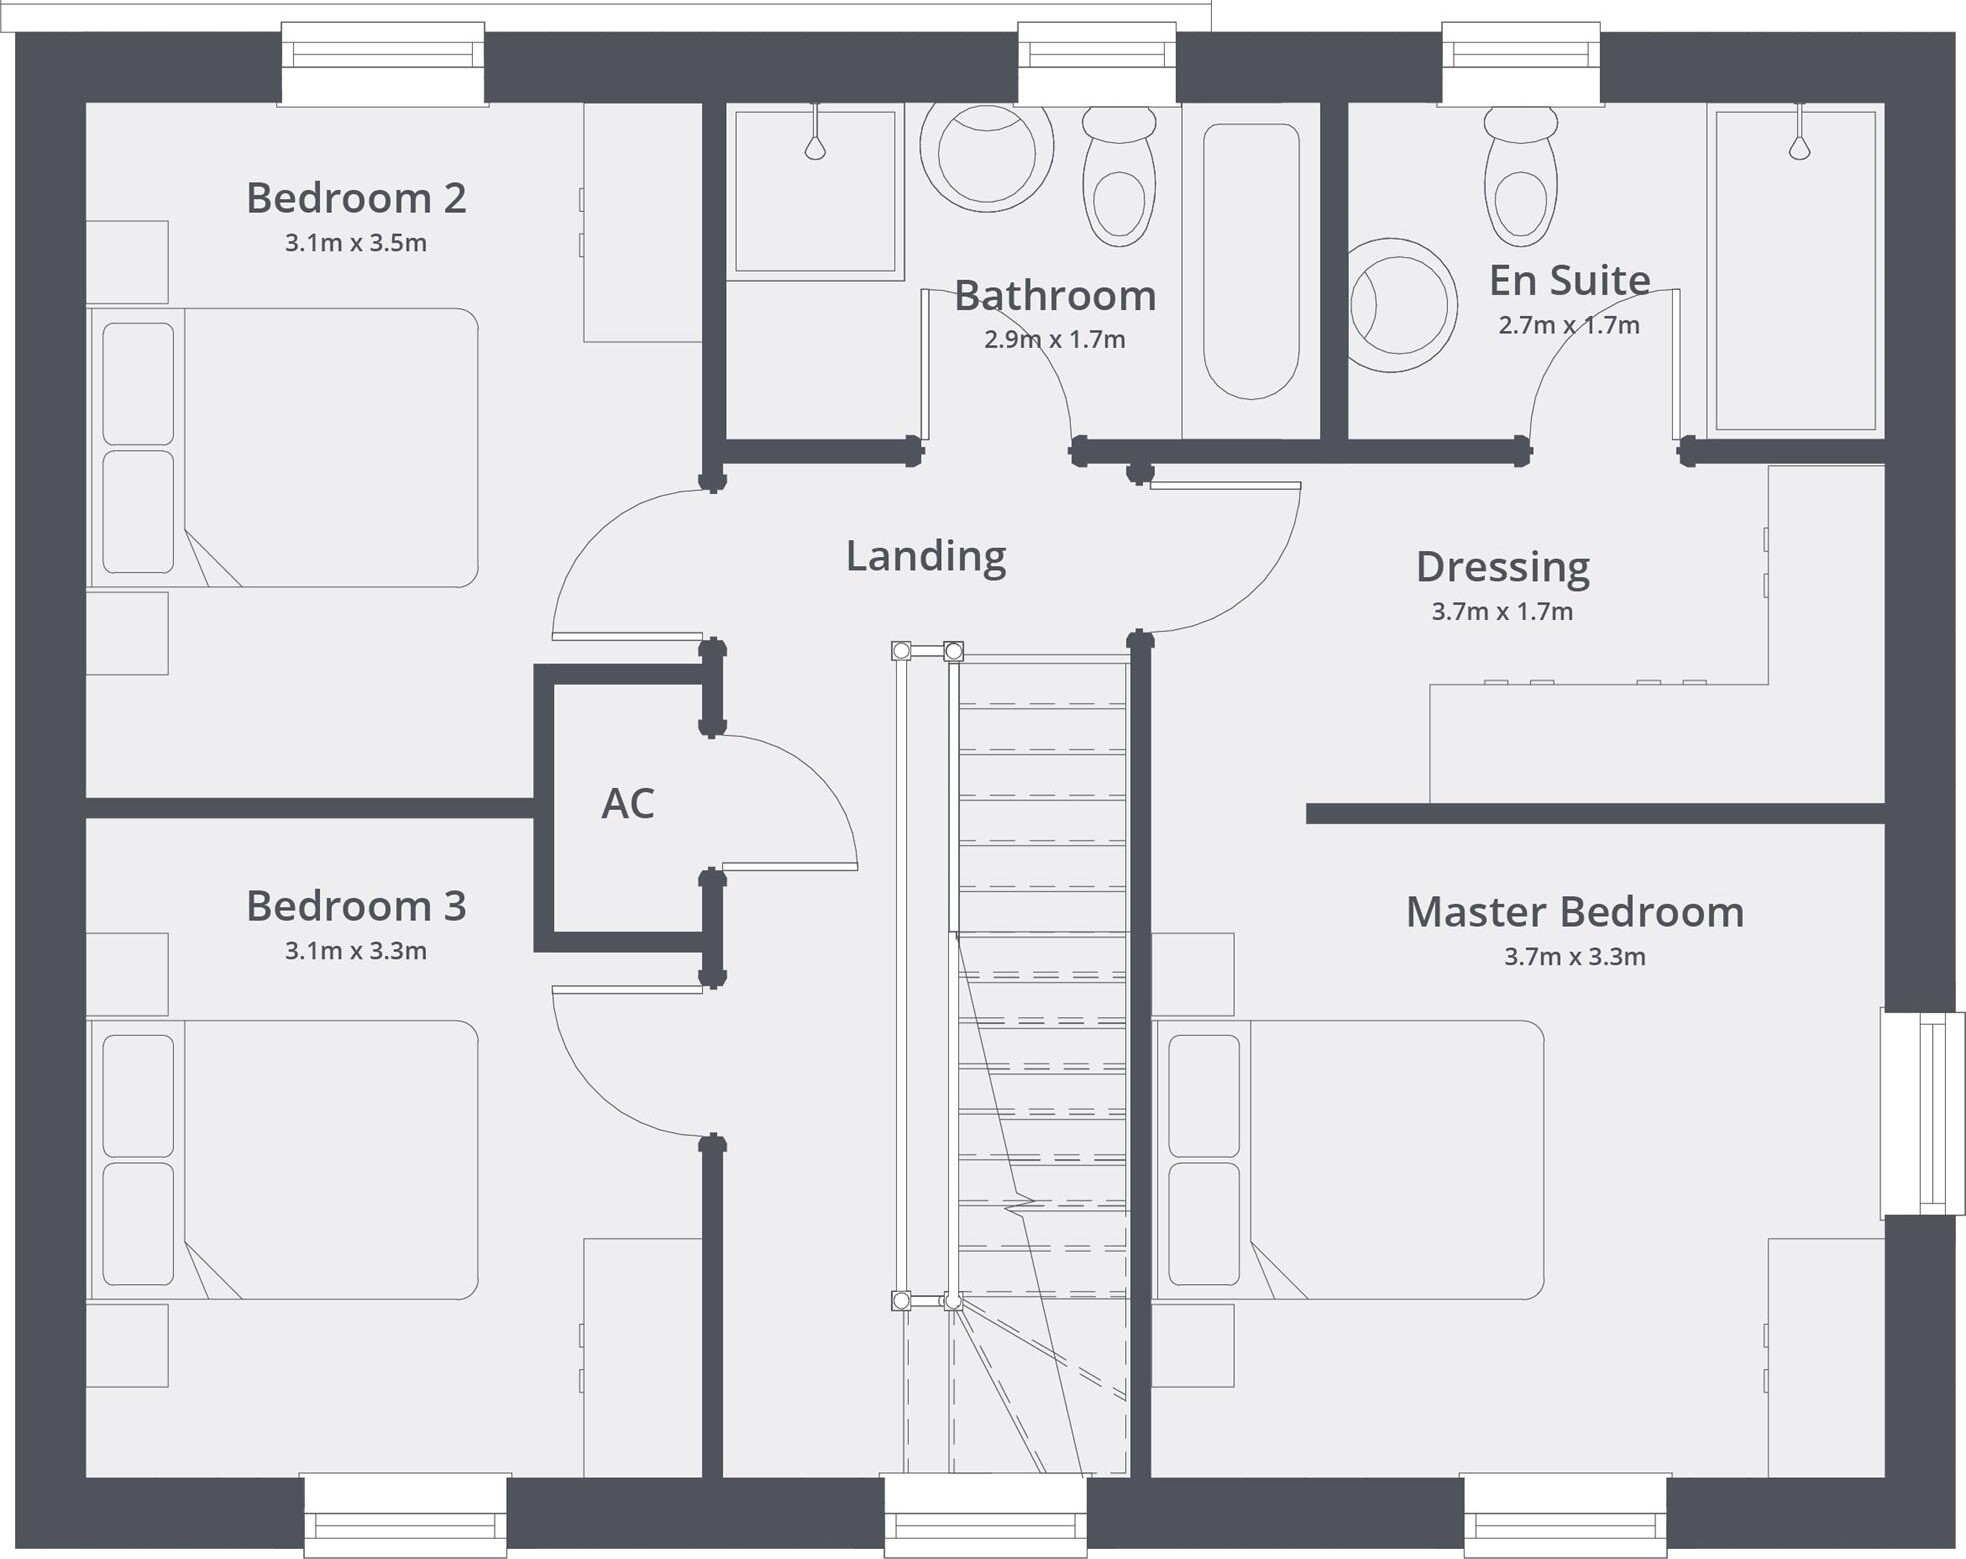 Bedroom 2
3.1m x 3.5m
Bathroom
2.9m x 1.7m
En Suite
2.7m x 1.7m
Landing
Dressing
3.7m x 1.7m
AC
Bedroom 3
3.1m x 3.3m
Master Bedroom
3.7m x 3.3m